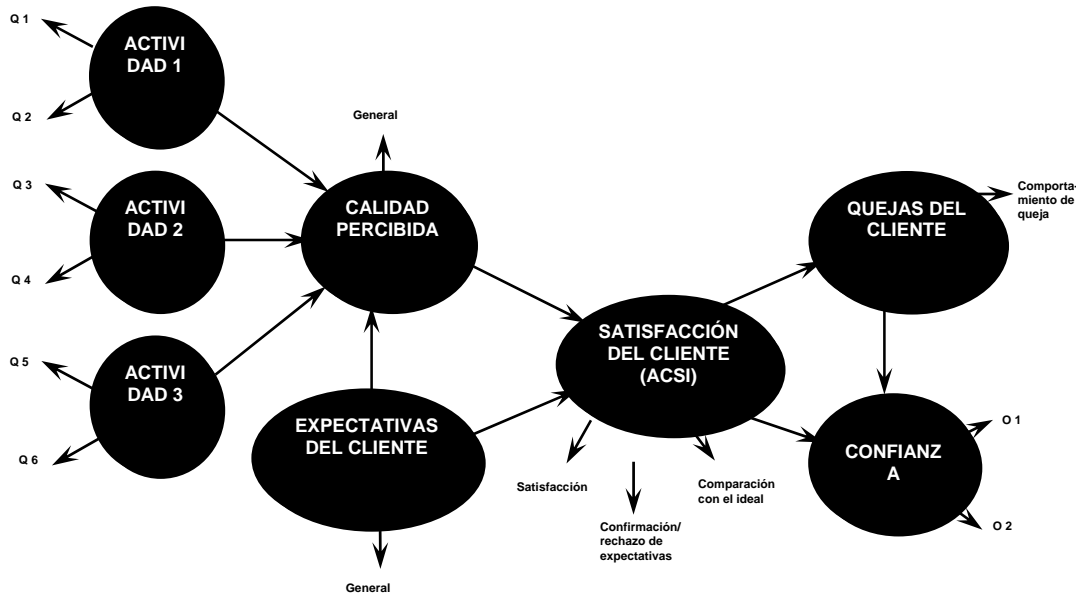 Q 1
ACTIVI
DAD 1
Q 2
General
Q 3
ACTIVI
DAD 2
Q 4
CALIDAD
PERCIBIDA
QUEJAS DEL
CLIENTE
Comporta-
miento de
queja
Q 5
ACTIVI
DAD 3
Q 6
SATISFACCIÓN
DEL CLIENTE
(ACSI)
EXPECTATIVAS
DEL CLIENTE
General
Satisfacción
Confirmación/
rechazo de
expectativas
Comparación
con el ideal
CONFIANZ
A
O 1
O 2